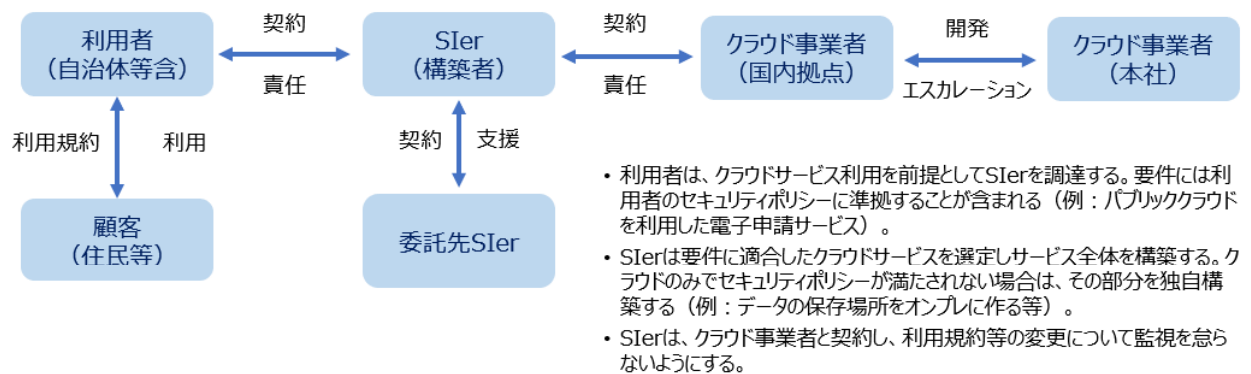 利用者
（自治体等含）
契約
責任
SIer
（構築者）
契約
責任
クラウド事業者
（国内拠点）
開発
エスカレーション
クラウド事業者
（本社）
利用規約
利用
契約
支援
顧客
（住民等）
委託先SIer
• 利用者は、クラウドサービス利用を前提としてSIerを調達する。要件には利
用者のセキュリティポリシーに準拠することが含まれる（例：パブリッククラウド
を利用した電子申請サービス）。
• SIerは要件に適合したクラウドサービスを選定しサービス全体を構築する。ク
ラウドのみでセキュリティポリシーが満たされない場合は、その部分を独自構
築する（例：データの保存場所をオンプレに作る等）。
• SIerは、クラウド事業者と契約し、利用規約等の変更について監視を怠ら
ないようにする。